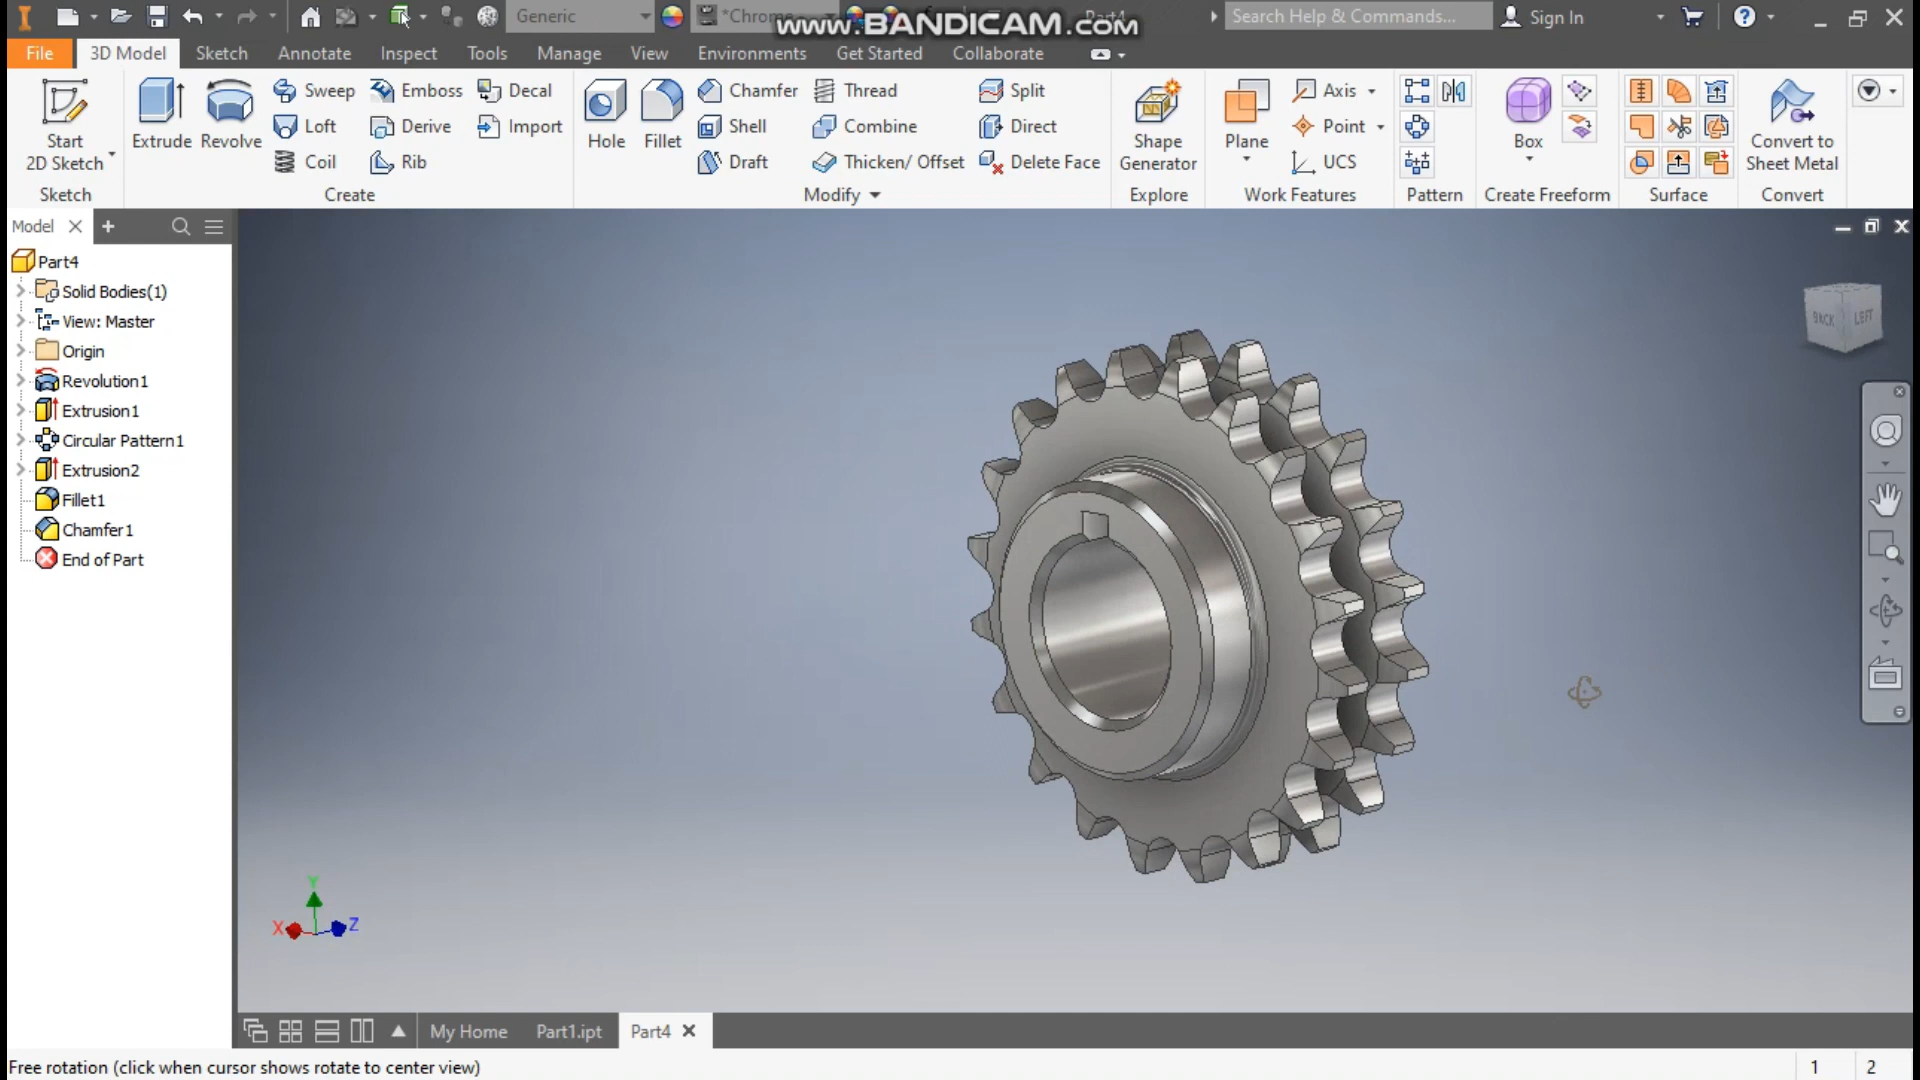 Generic
*Chrome
www.BANDICAM.com
Part4
Search Help & Commands...
Sign In
File
3D Model
Sketch
Annotate
Inspect
Tools
Manage
View
Environments
Get Started
Collaborate
Start
2D Sketch
Extrude
Revolve
Sweep
Loft
Coil
Emboss
Derive
Rib
Decal
Import
Hole
Fillet
Chamfer
Shell
Draft
Thread
Combine
Thicken/ Offset
Split
Direct
Delete Face
Shape
Generator
Plane
Axis
Point
UCS
Box
Convert to
Sheet Metal
Sketch
Create
Modify
Explore
Work Features
Pattern
Create Freeform
Surface
Convert
Model
Part4
Solid Bodies(1)
View: Master
Origin
Revolution1
Extrusion1
Circular Pattern1
Extrusion2
Fillet1
Chamfer1
End of Part
BACK
LEFT
Y
X
Z
My Home
Part1.ipt
Part4
Free rotation (click when cursor shows rotate to center view)
1
2